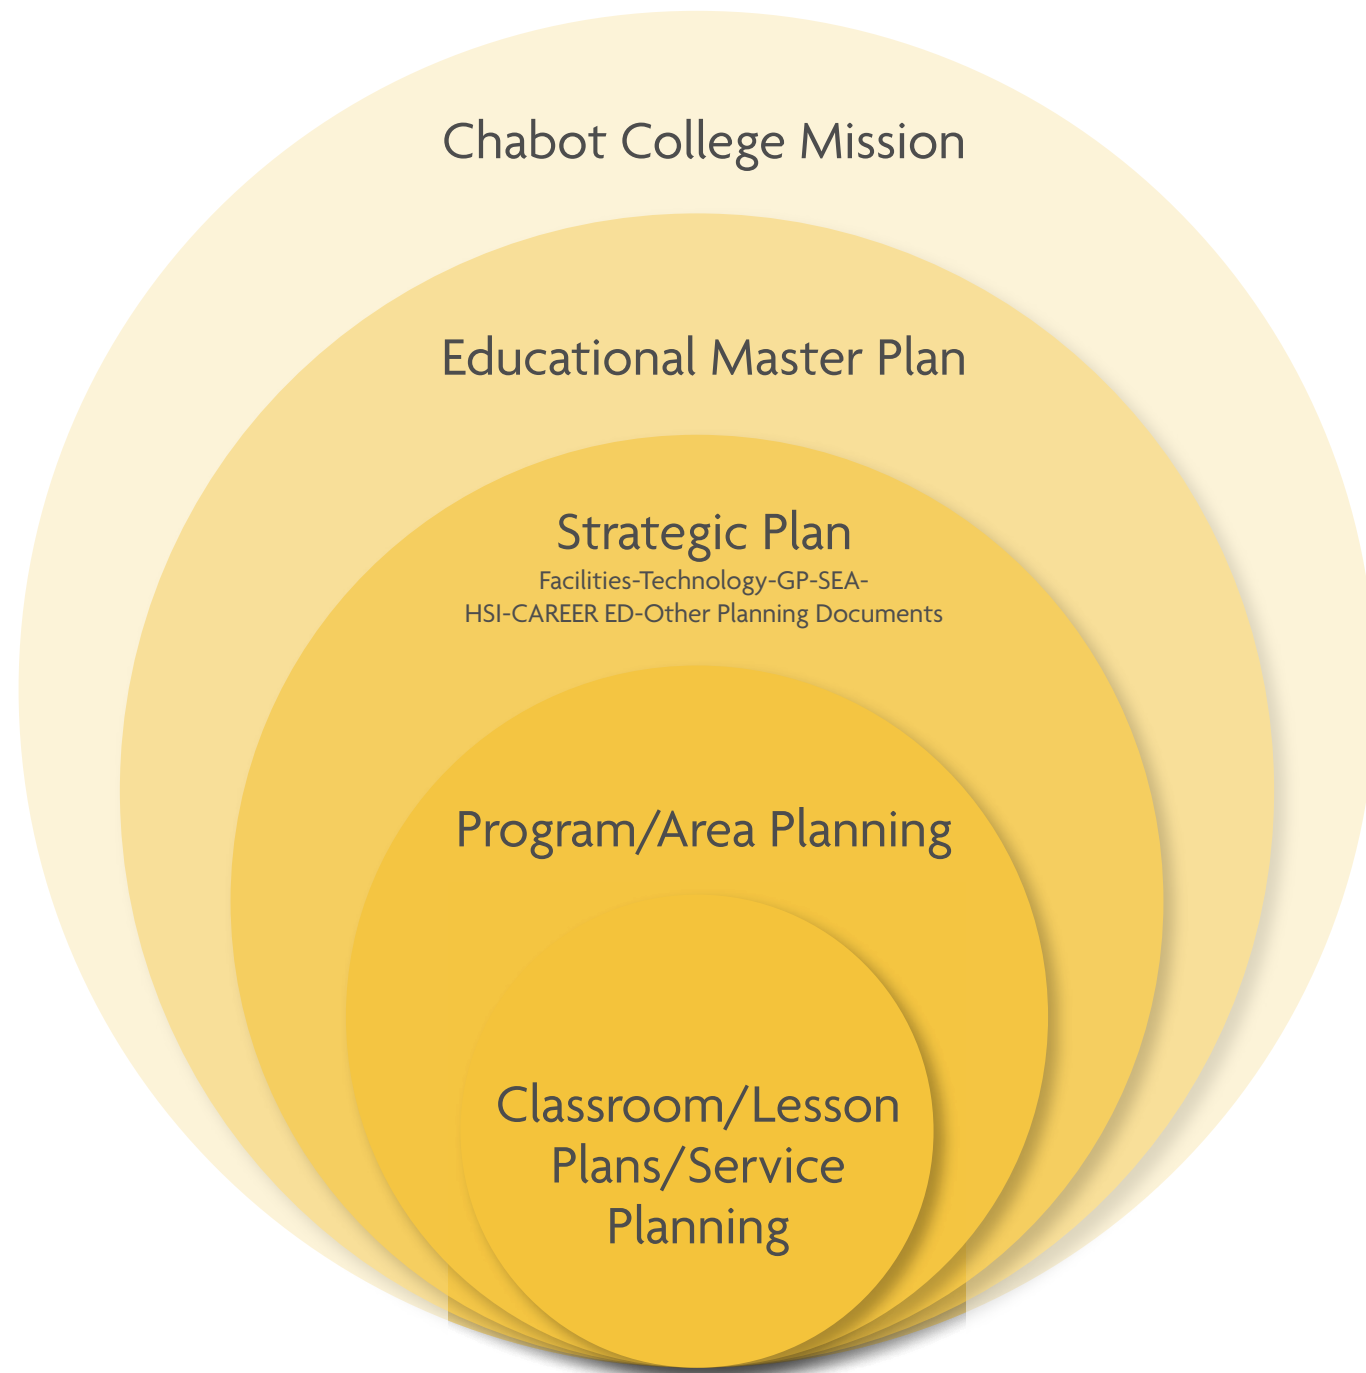 Chabot College Mission
Educational Master Plan
Strategic Plan
Facilities-Technology-GP-SEA-
HSI-CAREER ED-Other Planning Documents
Program/Area Planning
Classroom/Lesson
Plans/Service
Planning